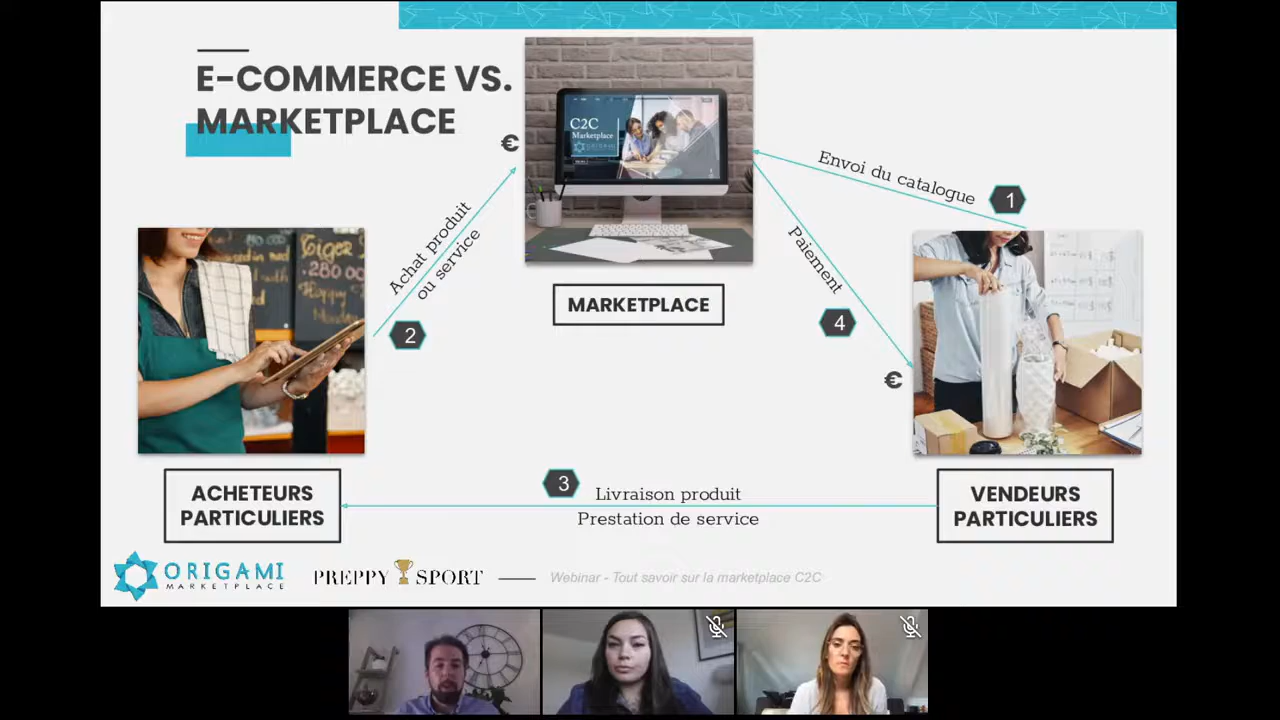 E-COMMERCE VS.
MARKETPLACE
C2C
Marketplace
€
Envoi du catalogue
1
Achat produit
ou service
2
Paiement
4
€
MARKETPLACE
280 00
3
Livraison produit
Prestation de service
ACHETEURS
PARTICULIERS
VENDEURS
PARTICULIERS
ORIGAMI
MARKETPLACE
PREPPY SPORT
Webinar - Tout savoir sur la marketplace C2C